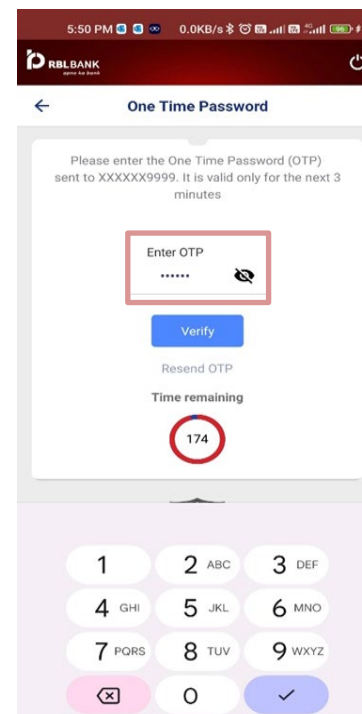 5:50 PM 0.0KB/s 4G
RBLBANK
apno ka bank
One Time Password
Please enter the One Time Password (OTP)
sent to XXXXXX9999. It is valid only for the next 3
minutes
Enter OTP
••••••
Verify
Resend OTP
Time remaining
174
1
2 ABC
3 DEF
4 GHI
5 JKL
6 MNO
7 PQRS
8 TUV
9 WXYZ
0